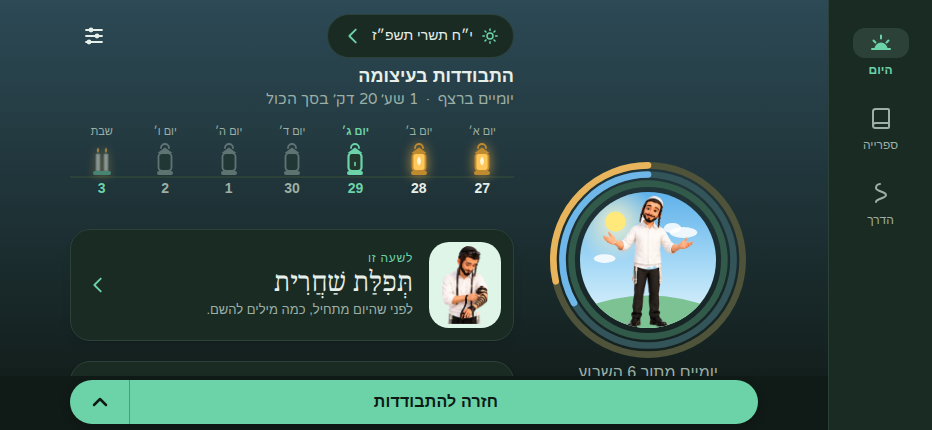 היום
ספרייה
הדרך
י״ח תשרי תשפ״ז
התבודדות בעיצומה
יומיים ברצף · 1 שע׳ 20 דק׳ בסך הכול
יום א׳ יום ב׳ יום ג׳ יום ד׳ יום ה׳ יום ו׳ שבת
27 28 29 30 1 2 3
לשעה זו
תְּפִלַּת שַׁחֲרִית
לפני שהיום מתחיל, כמה מילים להשם.
יומיים מתוך 6 השבוע
חזרה להתבודדות